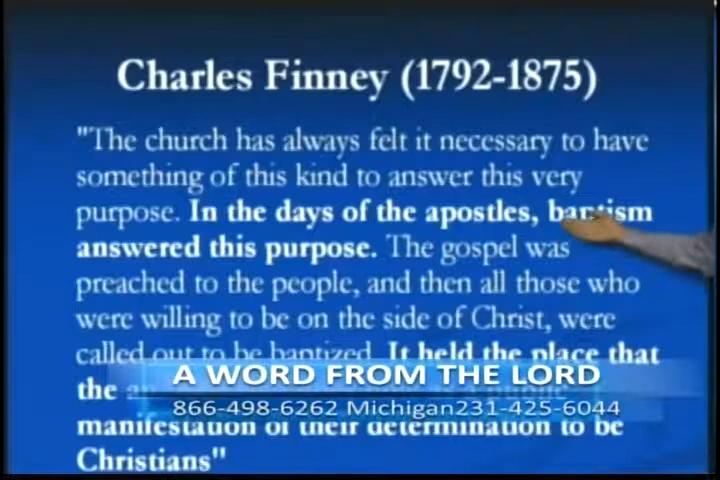 Charles Finney (1792-1875)
"The church has always felt it necessary to have
something of this kind to answer this very
purpose. In the days of the apostles, baptism
answered this purpose. The gospel was
preached to the people, and then all those who
were willing to be on the side of Christ, were
called out to be baptized. It held the place that
A WORD FROM THE LORD
the
866-498-6262 Michigan231-425-6044
manifestation of their determination to be
Christians"